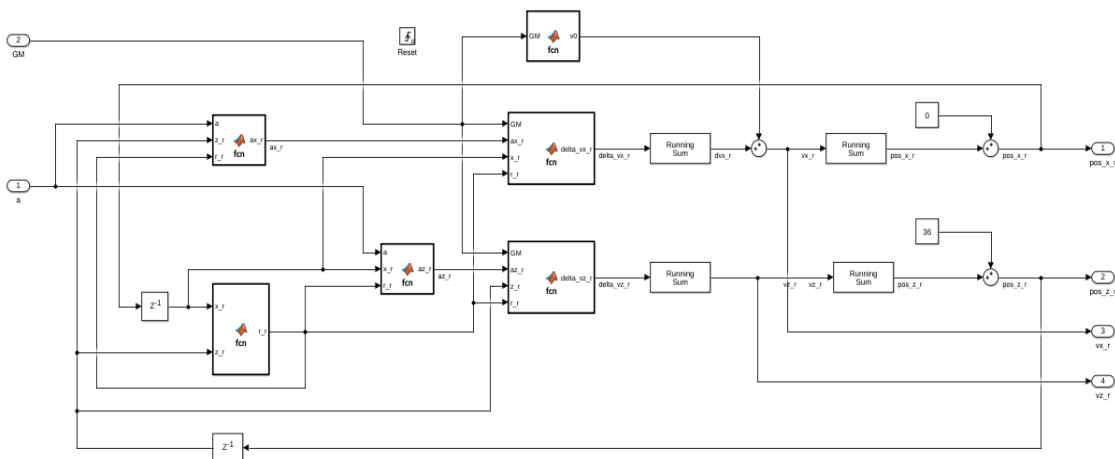 2
GM
Reset
GM
v0
fcn
a
z_r
r_r
ax_r
fcn
ax_r
GM
ax_r
x_r
r_r
delta_vx_r
fcn
delta_vx_r
Running
Sum
dvx_r
vx_r
Running
Sum
pos_x_r
0
pos_x_r
1
pos_x_r
1
a
a
x_r
r_r
az_r
fcn
az_r
GM
az_r
z_r
r_r
delta_vz_r
fcn
delta_vz_r
Running
Sum
vz_r
vz_r
Running
Sum
pos_z_r
36
pos_z_r
2
pos_z_r
Z-1
x_r
z_r
r_r
fcn
3
vx_r
4
vz_r
Z-1